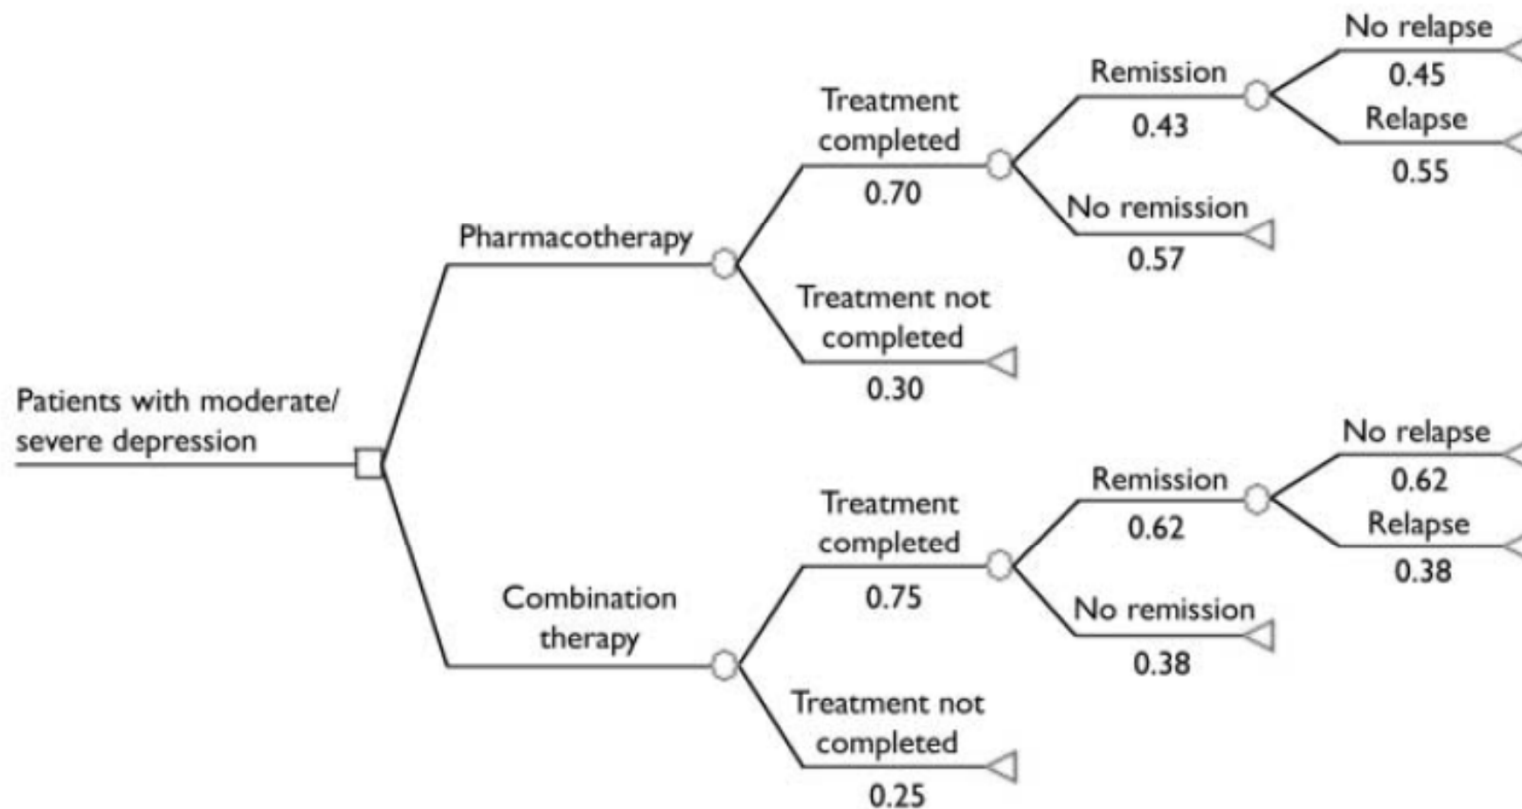 No relapse
0.45
Remission
0.43
Relapse
0.55
Treatment
completed
0.70
No remission
0.57
Pharmacotherapy
Treatment not
completed
0.30
Patients with moderate/
severe depression
No relapse
0.62
Remission
0.62
Relapse
0.38
Treatment
completed
0.75
No remission
0.38
Combination
therapy
Treatment not
completed
0.25